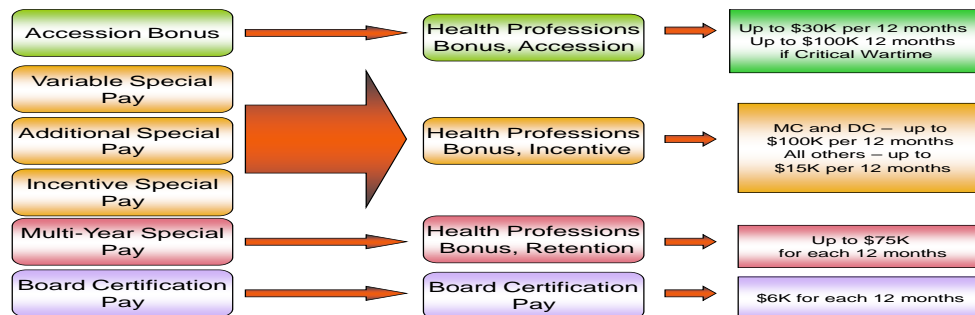 Accession Bonus
Health Professions
Bonus, Accession
Up to $30K per 12 months
Up to $100K 12 months
if Critical Wartime
Variable Special
Pay
Additional Special
Pay
Incentive Special
Pay
Health Professions
Bonus, Incentive
MC and DC – up to
$100K per 12 months
All others – up to
$15K per 12 months
Multi-Year Special
Pay
Health Professions
Bonus, Retention
Up to $75K
for each 12 months
Board Certification
Pay
Board Certification
Pay
$6K for each 12 months